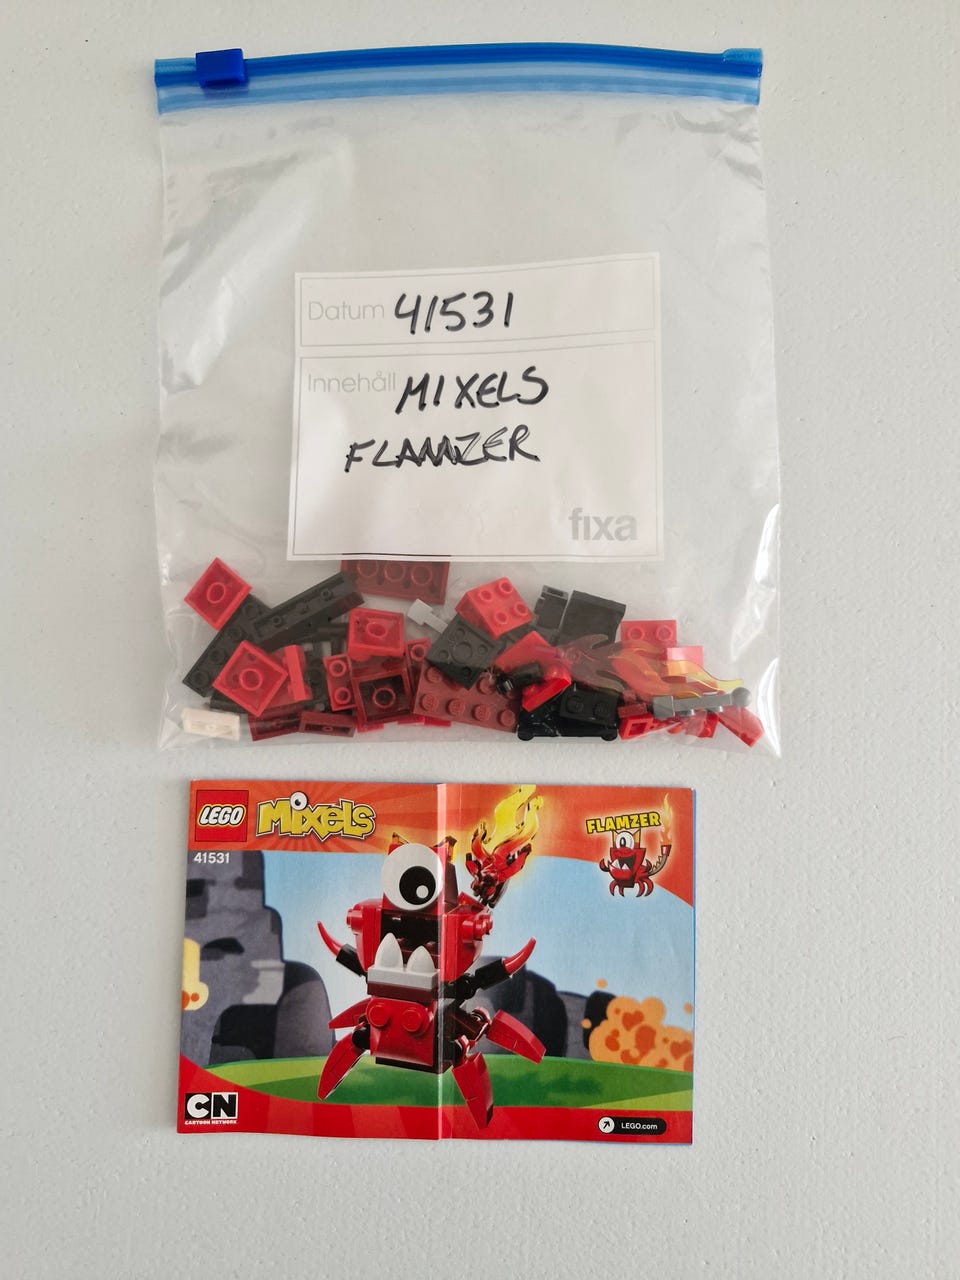 Datum 41531
Innehåll MIXELS
FLAMZER
fixa
LEGO MIXELS
41531
FLAMZER
CN
CARTOON NETWORK
LEGO.com